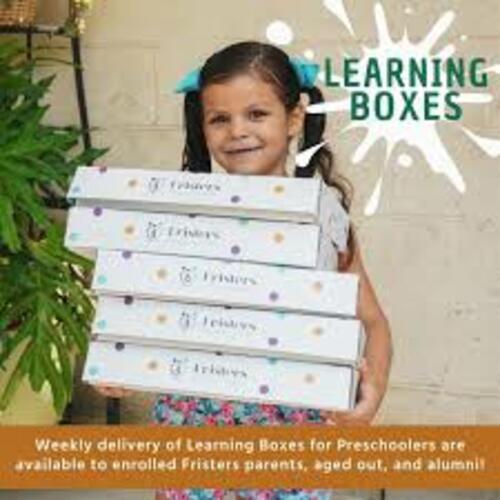 LEARNING
BOXES
Fristers
Fristers
Fristers
Fristers
Fristers
Weekly delivery of Learning Boxes for Preschoolers are
available to enrolled Fristers parents, aged out, and alumni!